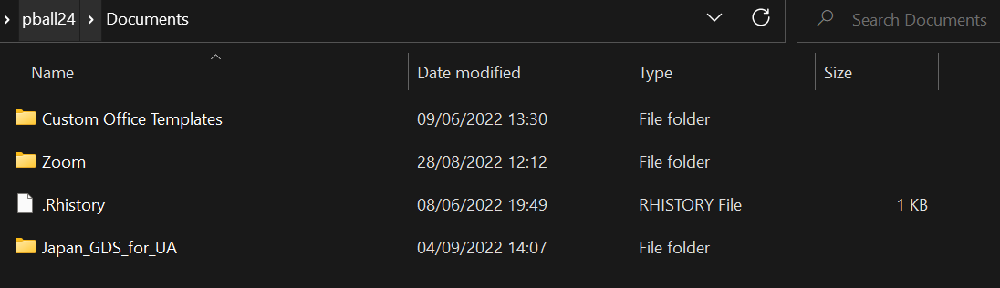 pball24 Documents Search Documents
Name Date modified Type Size
Custom Office Templates 09/06/2022 13:30 File folder
Zoom 28/08/2022 12:12 File folder
.Rhistory 08/06/2022 19:49 RHISTORY File 1 KB
Japan_GDS_for_UA 04/09/2022 14:07 File folder